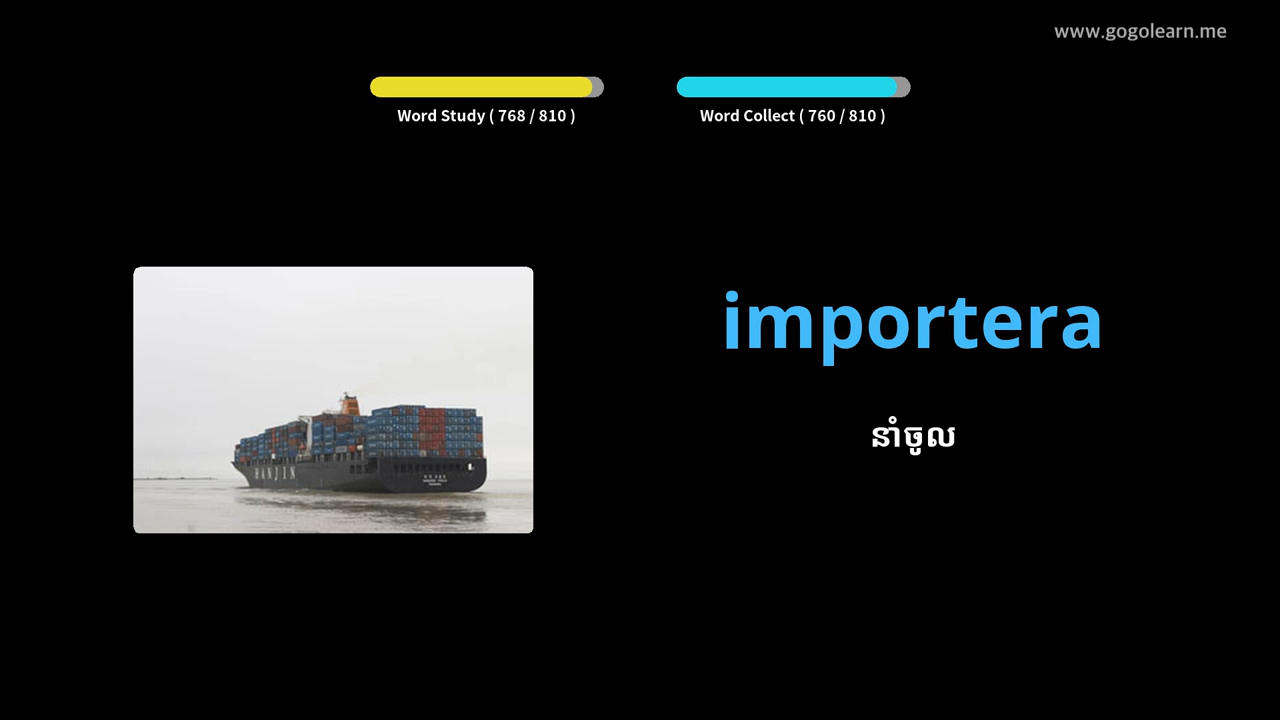 www.gogolearn.me
Word Study ( 768 / 810 )
Word Collect ( 760 / 810 )
importera
នាំចូល
HANJIN